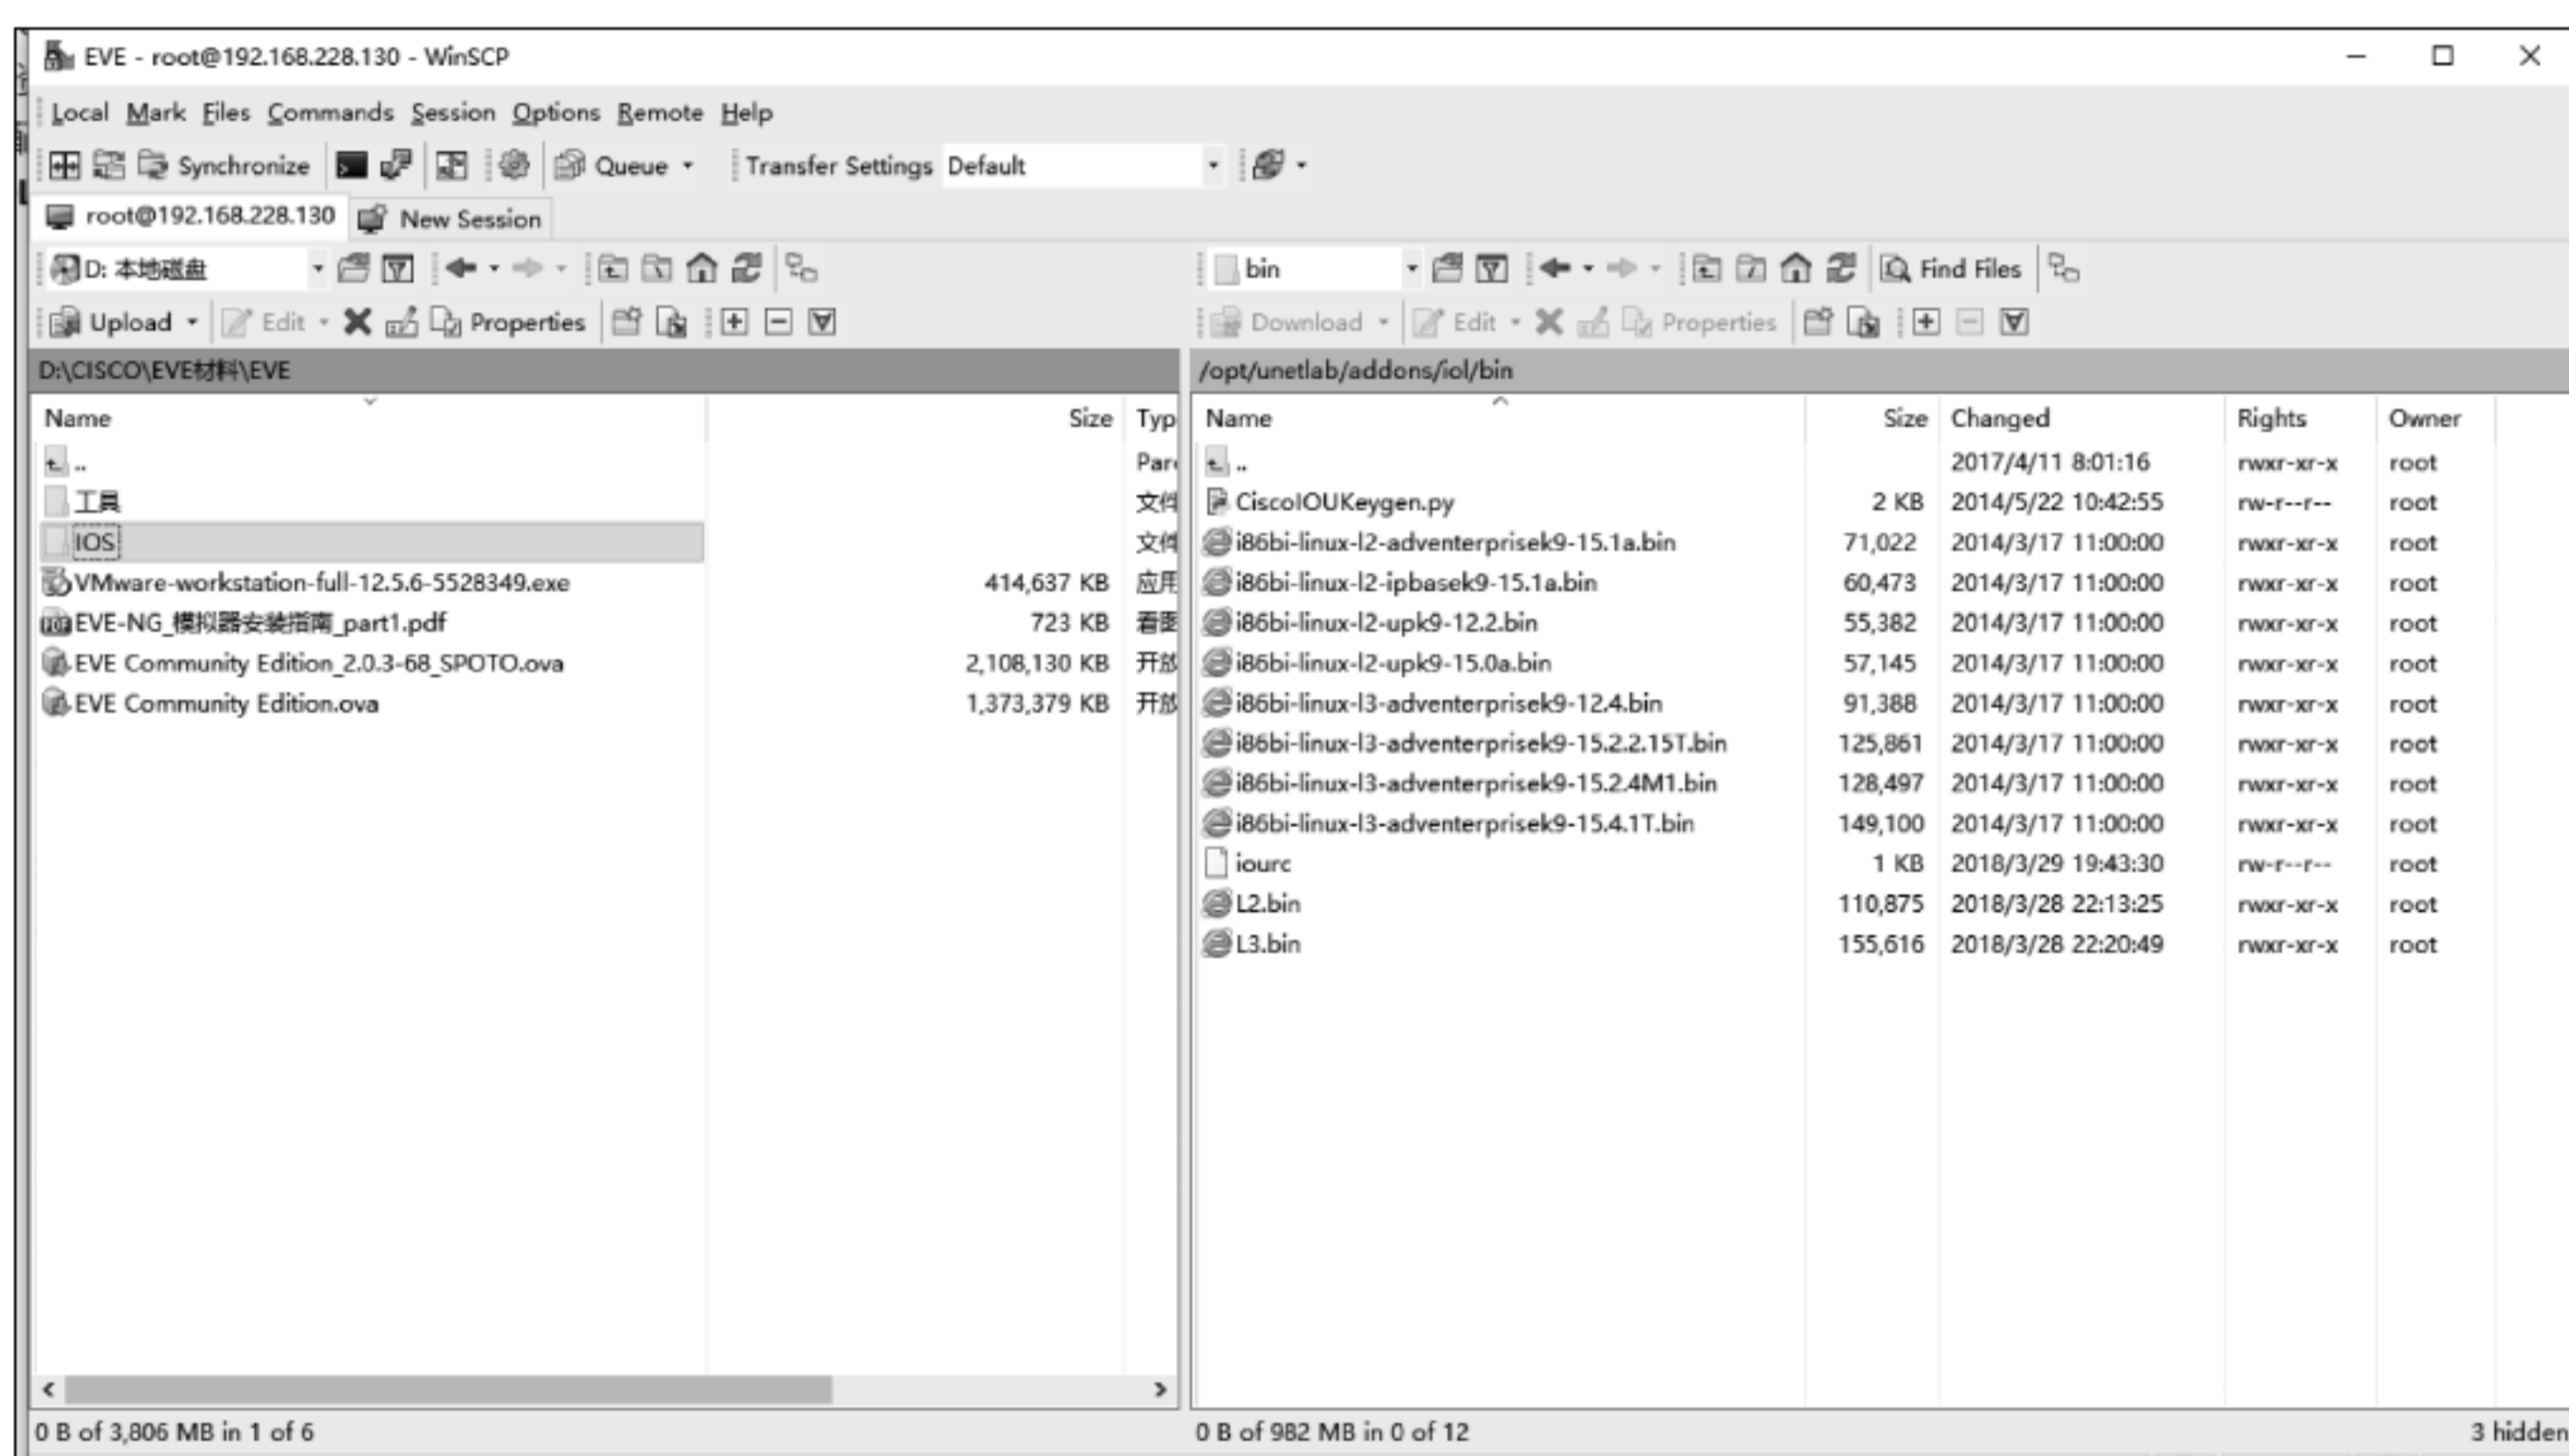 EVE - root@192.168.228.130 - WinSCP
Local Mark Files Commands Session Options Remote Help
Synchronize Queue Transfer Settings Default
root@192.168.228.130 New Session
D: 本地磁盘 bin Find Files
Upload Edit Properties Download Edit Properties
D:\CISCO\EVE材料\EVE /opt/unetlab/addons/iol/bin
Name Size Typ Name Size Changed Rights Owner
.. Pare .. 2017/4/11 8:01:16 rwxr-xr-x root
工具 文件 CiscoIOUKeygen.py 2 KB 2014/5/22 10:42:55 rw-r--r-- root
IOS 文件 i86bi-linux-l2-adventerprisek9-15.1a.bin 71,022 2014/3/17 11:00:00 rwxr-xr-x root
VMware-workstation-full-12.5.6-5528349.exe 414,637 KB 应用 i86bi-linux-l2-ipbasek9-15.1a.bin 60,473 2014/3/17 11:00:00 rwxr-xr-x root
EVE-NG_模拟器安装指南_part1.pdf 723 KB 看图 i86bi-linux-l2-upk9-12.2.bin 55,382 2014/3/17 11:00:00 rwxr-xr-x root
EVE Community Edition_2.0.3-68_SPOTO.ova 2,108,130 KB 开放 i86bi-linux-l2-upk9-15.0a.bin 57,145 2014/3/17 11:00:00 rwxr-xr-x root
EVE Community Edition.ova 1,373,379 KB 开放 i86bi-linux-l3-adventerprisek9-12.4.bin 91,388 2014/3/17 11:00:00 rwxr-xr-x root
i86bi-linux-l3-adventerprisek9-15.2.2.15T.bin 125,861 2014/3/17 11:00:00 rwxr-xr-x root
i86bi-linux-l3-adventerprisek9-15.2.4M1.bin 128,497 2014/3/17 11:00:00 rwxr-xr-x root
i86bi-linux-l3-adventerprisek9-15.4.1T.bin 149,100 2014/3/17 11:00:00 rwxr-xr-x root
iourc 1 KB 2018/3/29 19:43:30 rw-r--r-- root
L2.bin 110,875 2018/3/28 22:13:25 rwxr-xr-x root
L3.bin 155,616 2018/3/28 22:20:49 rwxr-xr-x root
0 B of 3,806 MB in 1 of 6 0 B of 982 MB in 0 of 12 3 hidden